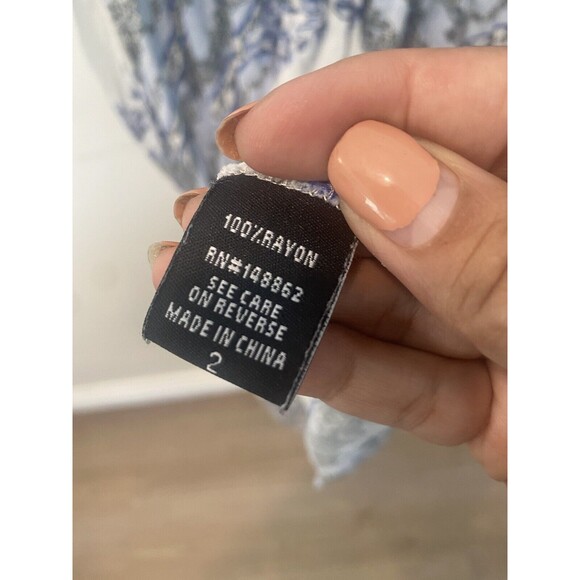 100%RAYON
RN#148862
SEE CARE
ON REVERSE
MADE IN CHINA
2